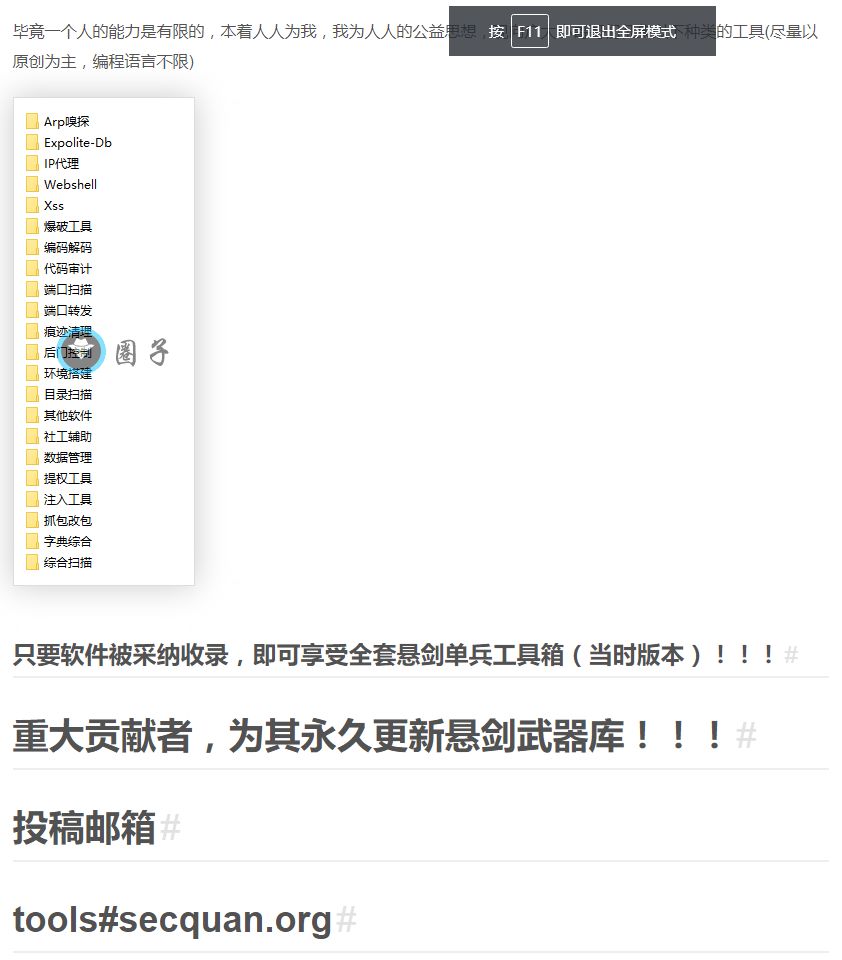 毕竟一个人的能力是有限的，本着人人为我，我为人人的公益思想，
种类的工具(尽量以
按 F11 即可退出全屏模式
原创为主，编程语言不限)
Arp嗅探
Expolite-Db
IP代理
Webshell
Xss
爆破工具
编码解码
代码审计
端口扫描
端口转发
痕迹清理
后门控制
圈子
环境搭建
目录扫描
其他软件
社工辅助
数据管理
提权工具
注入工具
抓包改包
字典综合
综合扫描
只要软件被采纳收录，即可享受全套悬剑单兵工具箱（当时版本）！！！#
重大贡献者，为其永久更新悬剑武器库！！！#
投稿邮箱#
tools#secquan.org#